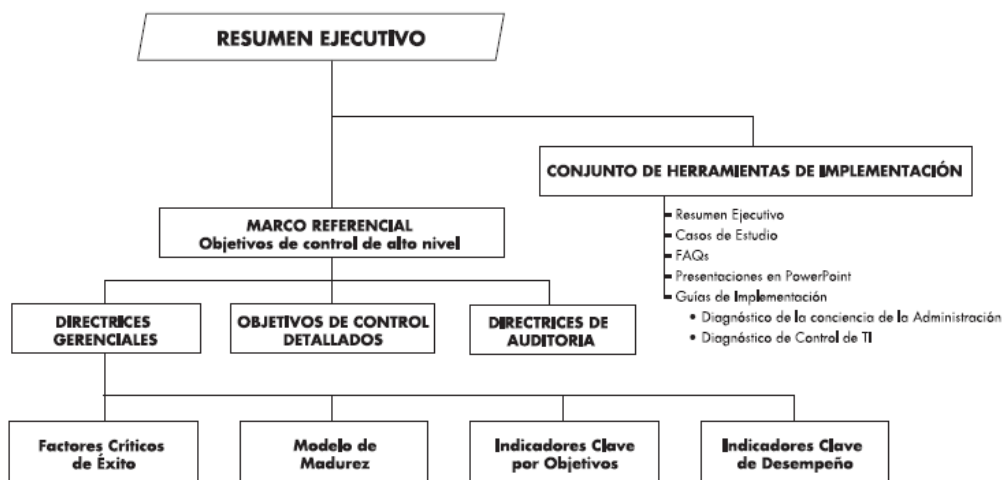 RESUMEN EJECUTIVO
CONJUNTO DE HERRAMIENTAS DE IMPLEMENTACIÓN
Resumen Ejecutivo
Casos de Estudio
FAQs
Presentaciones en PowerPoint
Guías de Implementación
• Diagnóstico de la conciencia de la Administración
• Diagnóstico de Control de TI
MARCO REFERENCIAL
Objetivos de control de alto nivel
DIRECTRICES
GERENCIALES
OBJETIVOS DE CONTROL
DETALLADOS
DIRECTRICES DE
AUDITORIA
Factores Críticos
de Éxito
Modelo de
Madurez
Indicadores Clave
por Objetivos
Indicadores Clave
de Desempeño